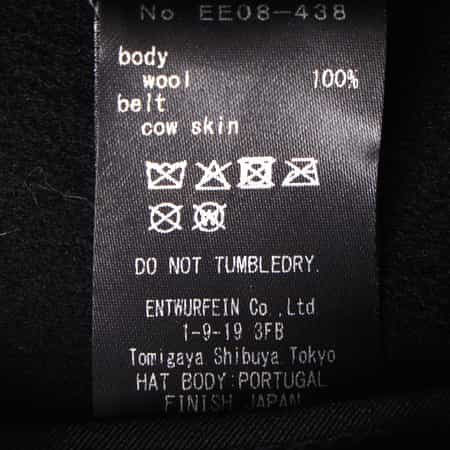 No EE08-438
body
wool 100%
belt
cow skin
W
DO NOT TUMBLEDRY.
ENTWURFEIN Co.,Ltd
1-9-19 3FB
Tomigaya Shibuya Tokyo
HAT BODY:PORTUGAL
FINISH JAPAN